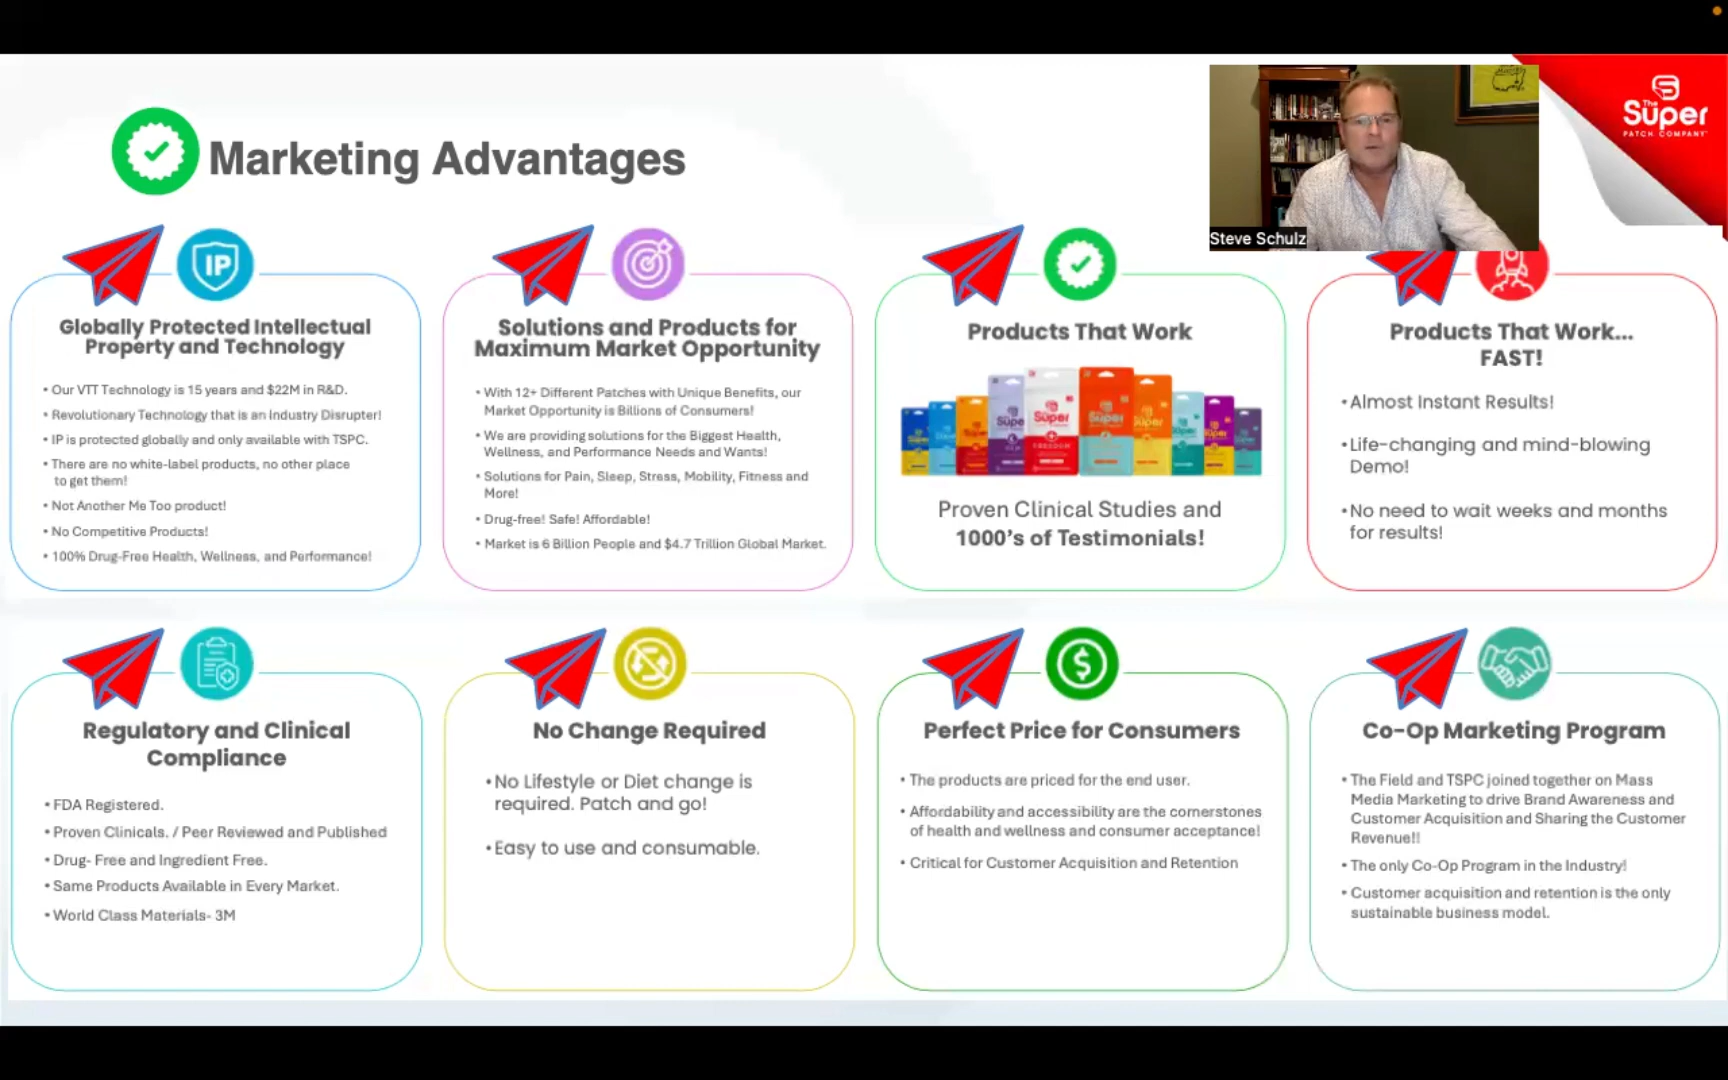 Marketing Advantages
Steve Schulz
The
Super
PATCH COMPANY
IP
Globally Protected Intellectual
Property and Technology
• Our VTT Technology is 15 years and $22M in R&D.
• Revolutionary Technology that is an Industry Disrupter!
• IP is protected globally and only available with TSPC.
• There are no white-label products, no other place
to get them!
• Not Another Me Too product!
• No Competitive Products!
• 100% Drug-Free Health, Wellness, and Performance!
Solutions and Products for
Maximum Market Opportunity
• With 12+ Different Patches with Unique Benefits, our
Market Opportunity is Billions of Consumers!
• We are providing solutions for the Biggest Health,
Wellness, and Performance Needs and Wants!
• Solutions for Pain, Sleep, Stress, Mobility, Fitness and
More!
• Drug-free! Safe! Affordable!
• Market is 6 Billion People and $4.7 Trillion Global Market.
Products That Work
Super
FREEDOM
Proven Clinical Studies and
1000's of Testimonials!
Products That Work...
FAST!
• Almost Instant Results!
• Life-changing and mind-blowing
Demo!
• No need to wait weeks and months
for results!
Regulatory and Clinical
Compliance
• FDA Registered.
• Proven Clinicals. / Peer Reviewed and Published
• Drug- Free and Ingredient Free.
• Same Products Available in Every Market.
• World Class Materials- 3M
No Change Required
• No Lifestyle or Diet change is
required. Patch and go!
• Easy to use and consumable.
$
Perfect Price for Consumers
• The products are priced for the end user.
• Affordability and accessibility are the cornerstones
of health and wellness and consumer acceptance!
• Critical for Customer Acquisition and Retention
Co-Op Marketing Program
• The Field and TSPC joined together on Mass
Media Marketing to drive Brand Awareness and
Customer Acquisition and Sharing the Customer
Revenue!!
• The only Co-Op Program in the Industry!
• Customer acquisition and retention is the only
sustainable business model.